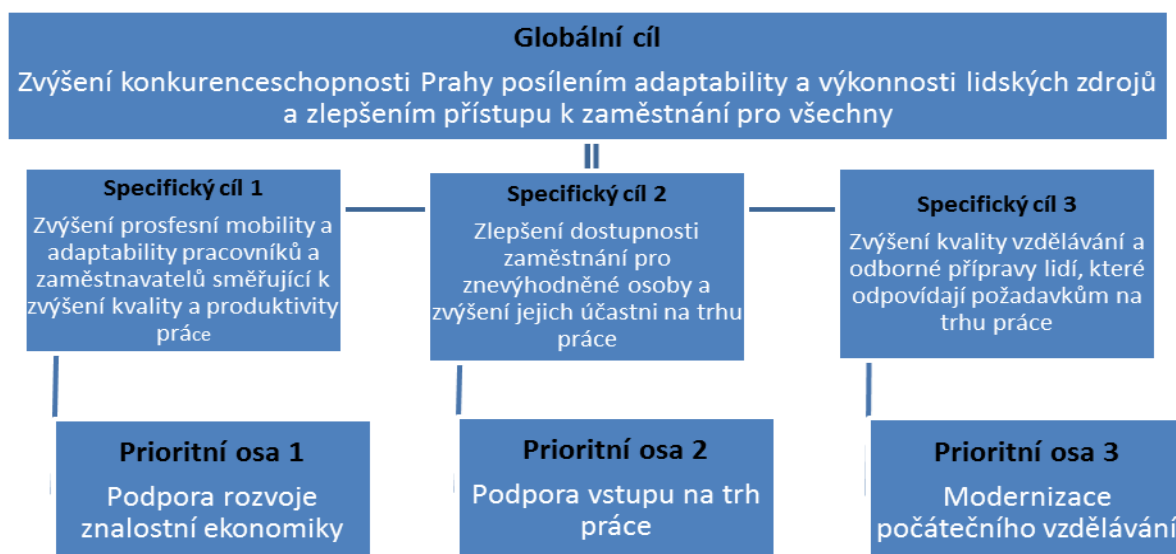 Globální cíl
Zvýšení konkurenceschopnosti Prahy posílením adaptability a výkonnosti lidských zdrojů
a zlepšením přístupu k zaměstnání pro všechny
Specifický cíl 1
Zvýšení prosfesní mobility a
adaptability pracovníků a
zaměstnavatelů směřující k
zvýšení kvality a produktivity
práce
Specifický cíl 2
Zlepšení dostupnosti
zaměstnání pro
znevýhodněné osoby a
zvýšení jejich účastni na trhu
práce
Specifický cíl 3
Zvýšení kvality vzdělávání a
odborné přípravy lidí, které
odpovídají požadavkům na
trhu práce
Prioritní osa 1
Podpora rozvoje
znalostní ekonomiky
Prioritní osa 2
Podpora vstupu na trh
práce
Prioritní osa 3
Modernizace
počátečního vzdělávání